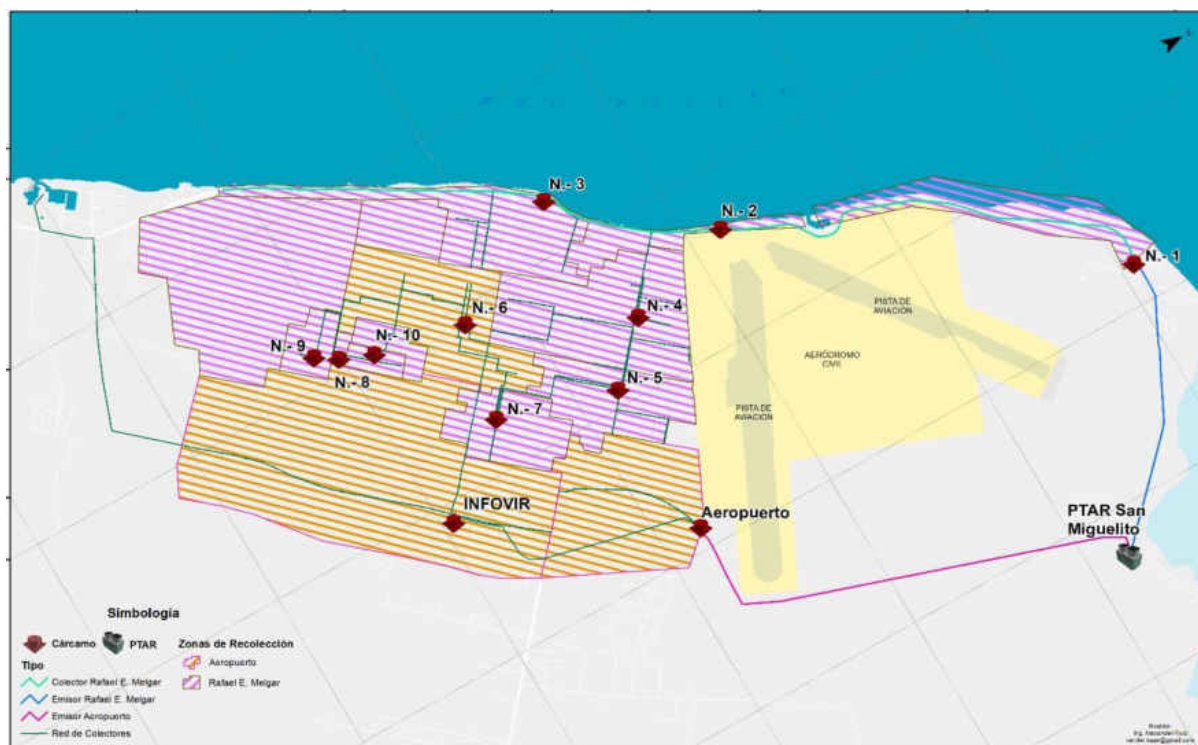 N.- 3
N.- 2
N.- 1
N.- 6
N.- 4
PISTA DE
AVIACIÓN
N.- 10
N.- 9
N.- 8
AERÓDROMO
CIVIL
N.- 5
N.- 7
PISTA DE
AVIACIÓN
INFOVIR
Aeropuerto
PTAR San
Miguelito
Simbología
Cárcamo
PTAR
Zonas de Recolección
Aeropuerto
Rafael E. Melgar
Tipo
Colector Rafael E. Melgar
Emisor Rafael E. Melgar
Emisor Aeropuerto
Red de Colectores